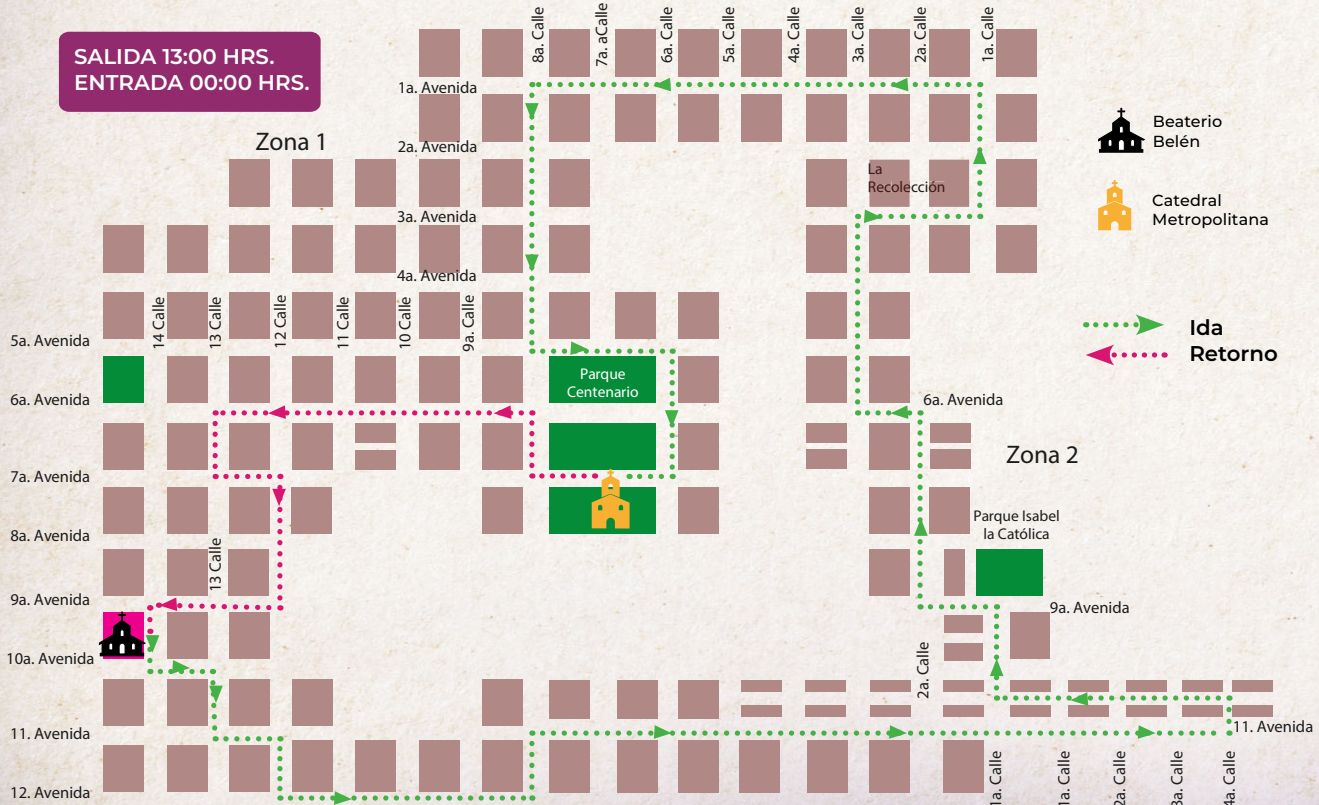 SALIDA 13:00 HRS.
ENTRADA 00:00 HRS.
8a. Calle
7a. aCalle
6a. Calle
5a. Calle
4a. Calle
3a. Calle
2a. Calle
1a. Calle
1a. Avenida
2a. Avenida
3a. Avenida
4a. Avenida
Zona 1
La
Recolección
Beaterio
Belén
Catedral
Metropolitana
Ida
Retorno
14 Calle
13 Calle
12 Calle
11 Calle
10 Calle
9a. Calle
5a. Avenida
6a. Avenida
7a. Avenida
8a. Avenida
9a. Avenida
10a. Avenida
11. Avenida
12. Avenida
Parque
Centenario
6a. Avenida
Zona 2
Parque Isabel
la Católica
9a. Avenida
13 Calle
2a. Calle
11. Avenida
1a. Calle
1a. Calle
2a. Calle
3a. Calle
4a. Calle